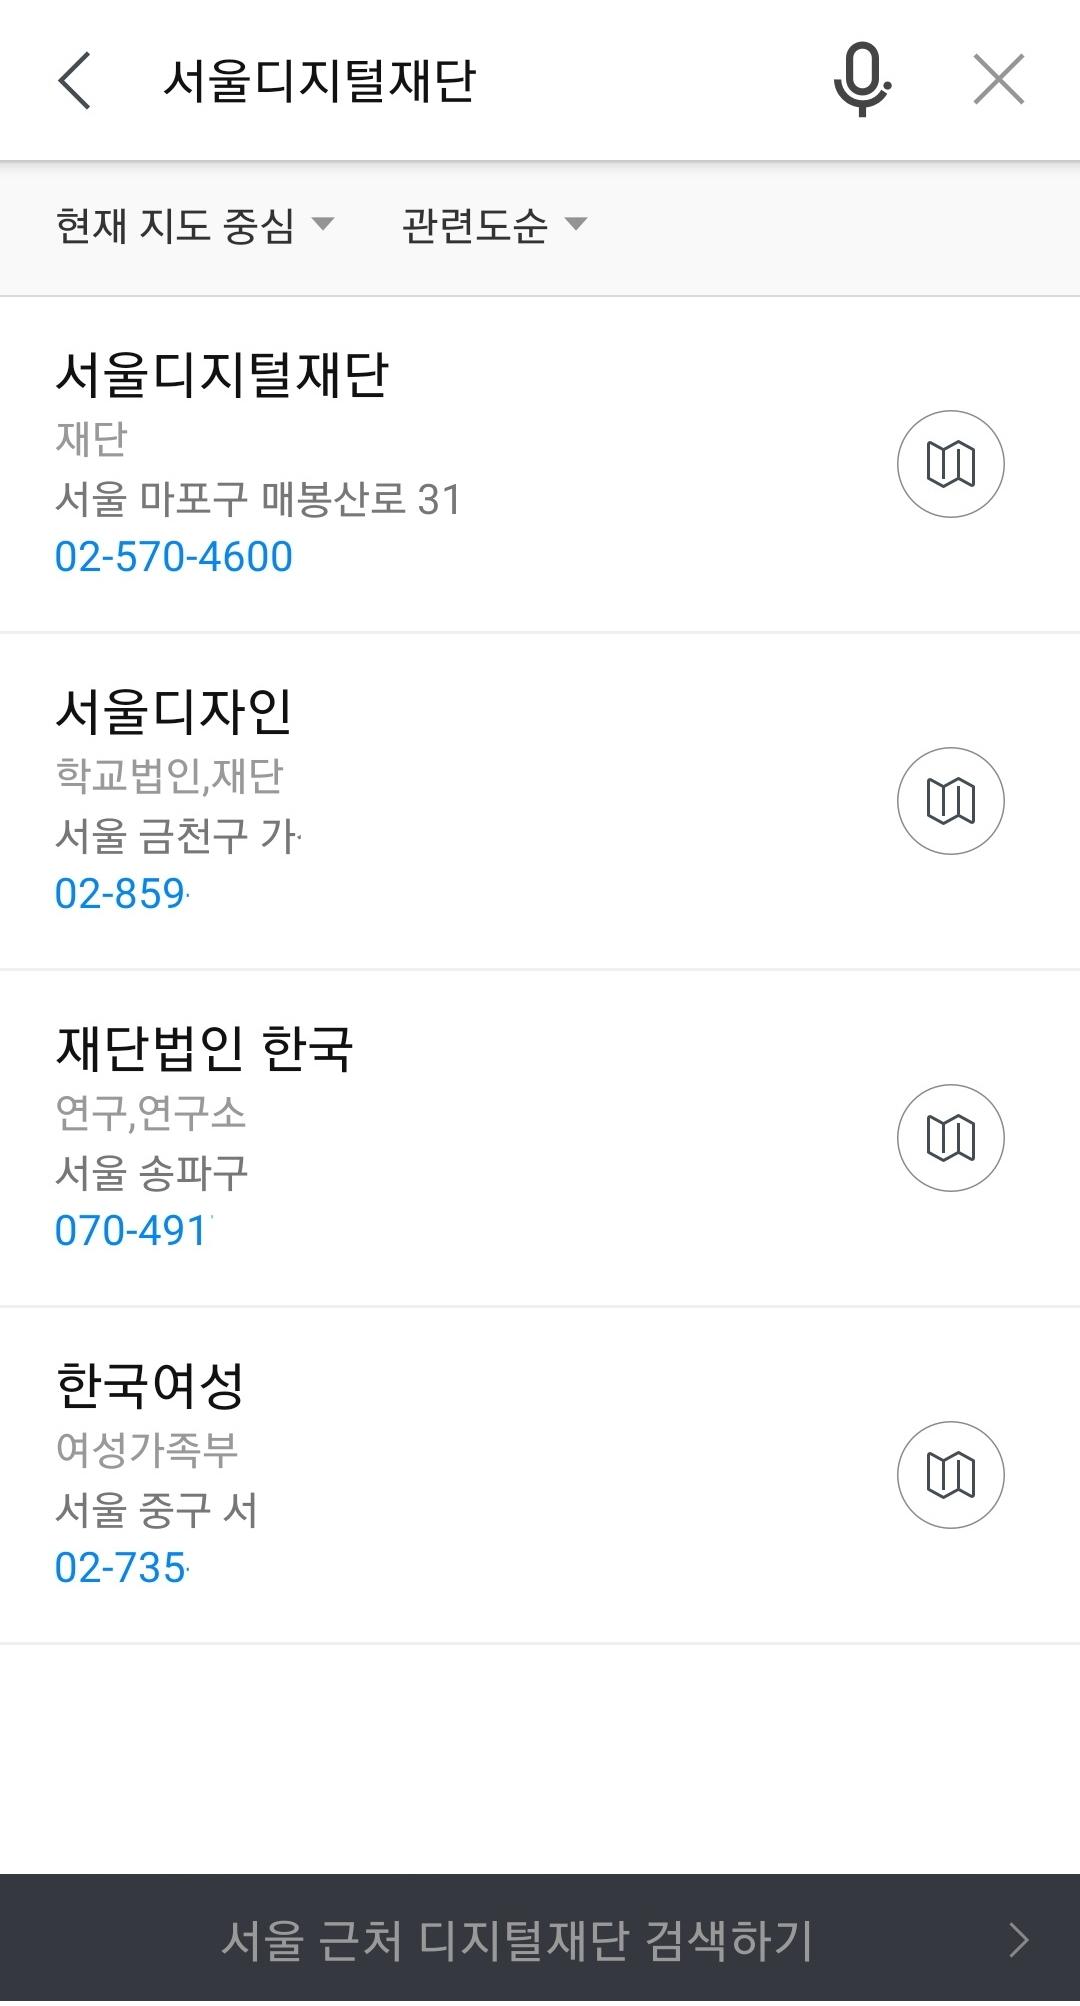 서울디지털재단
현재 지도 중심 관련도순
서울디지털재단
재단
서울 마포구 매봉산로 31
02-570-4600
서울디자인
학교법인,재단
서울 금천구 가
02-859
재단법인 한국
연구,연구소
서울 송파구
070-491
한국여성
여성가족부
서울 중구 서
02-735
서울 근처 디지털재단 검색하기